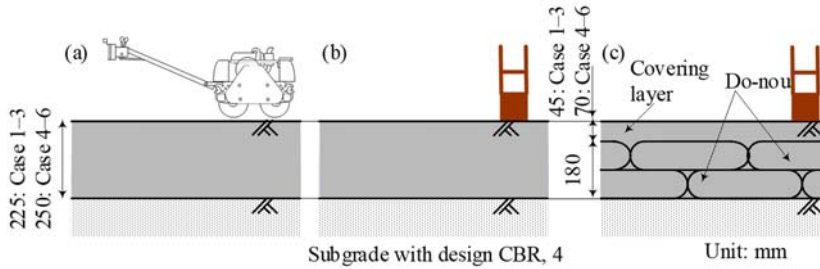 (a)
(b)
45: Case 1–3
70: Case 4–6
(c)
Covering
layer
Do-nou
225: Case 1–3
250: Case 4–6
180
Subgrade with design CBR, 4
Unit: mm